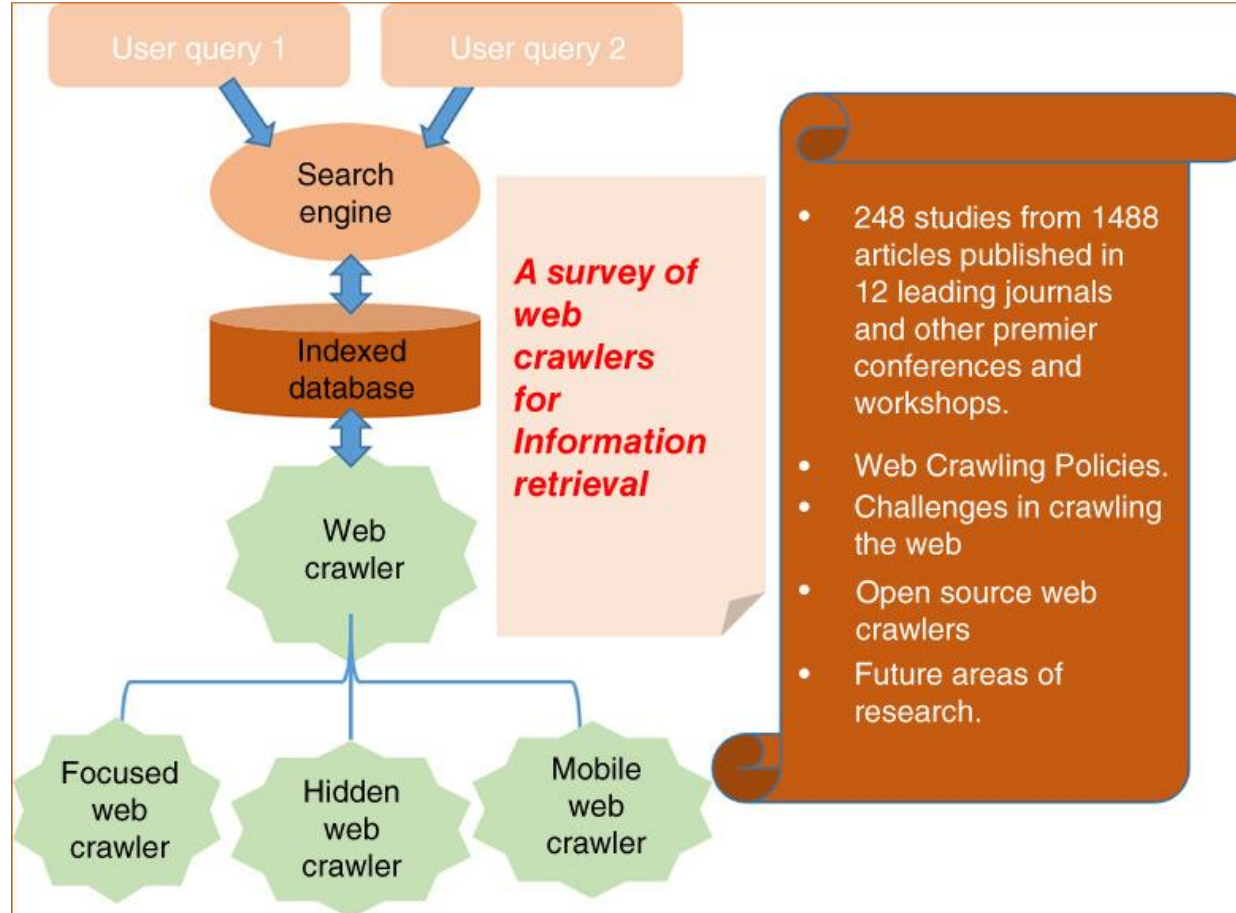 User query 1
User query 2
Search
engine
Indexed
database
Web
crawler
Focused
web
crawler
Hidden
web
crawler
Mobile
web
crawler
A survey of
web
crawlers
for
Information
retrieval
• 248 studies from 1488
articles published in
12 leading journals
and other premier
conferences and
workshops.
• Web Crawling Policies.
• Challenges in crawling
the web
• Open source web
crawlers
• Future areas of
research.